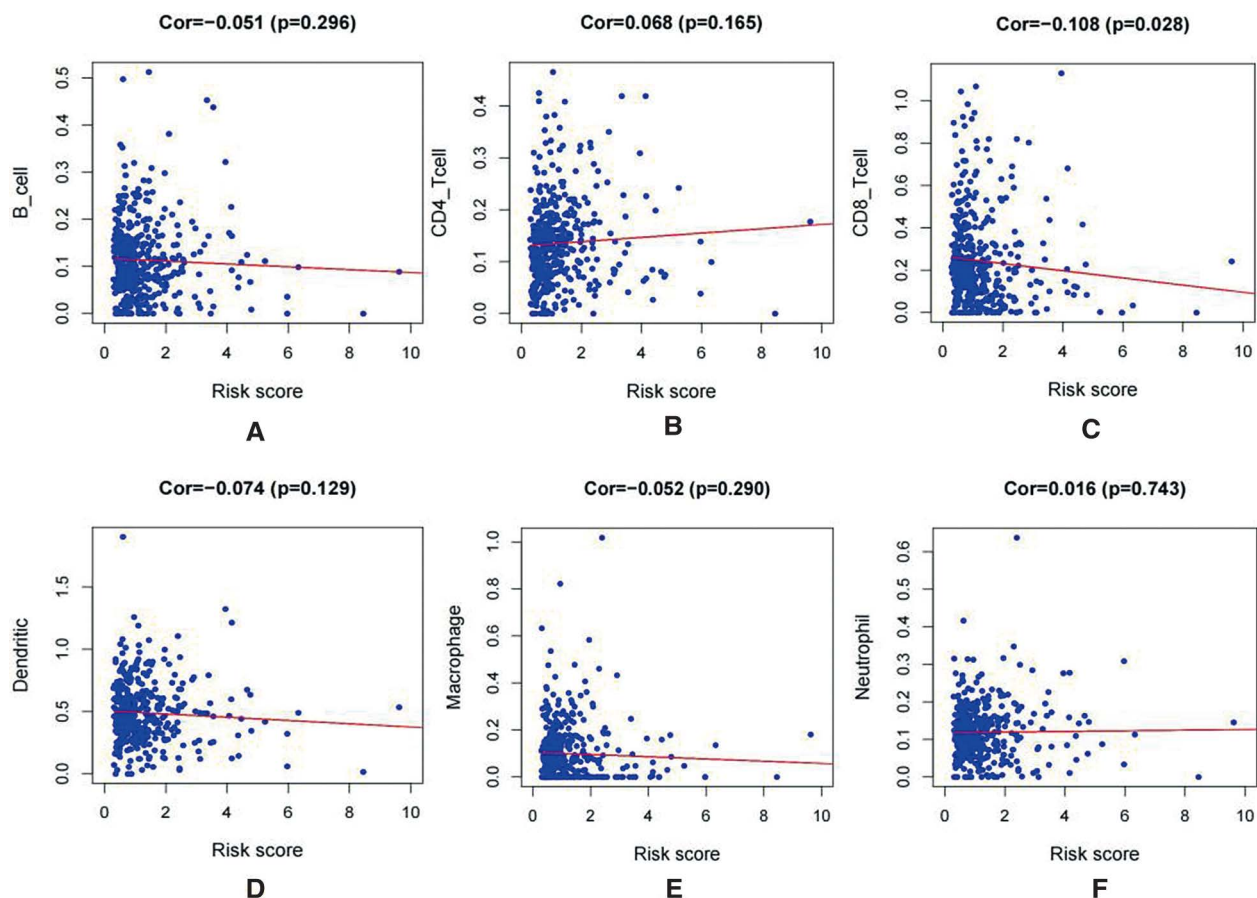 Cor=−0.051 (p=0.296)
B_cell
0.0 0.1 0.2 0.3 0.4 0.5
0 2 4 6 8 10
Risk score
A
Cor=0.068 (p=0.165)
CD4_Tcell
0.0 0.1 0.2 0.3 0.4
0 2 4 6 8 10
Risk score
B
Cor=−0.108 (p=0.028)
CD8_Tcell
0.0 0.2 0.4 0.6 0.8 1.0
0 2 4 6 8 10
Risk score
C
Cor=−0.074 (p=0.129)
Dendritic
0.0 0.5 1.0 1.5
0 2 4 6 8 10
Risk score
D
Cor=−0.052 (p=0.290)
Macrophage
0.0 0.2 0.4 0.6 0.8 1.0
0 2 4 6 8 10
Risk score
E
Cor=0.016 (p=0.743)
Neutrophil
0.0 0.1 0.2 0.3 0.4 0.5 0.6
0 2 4 6 8 10
Risk score
F